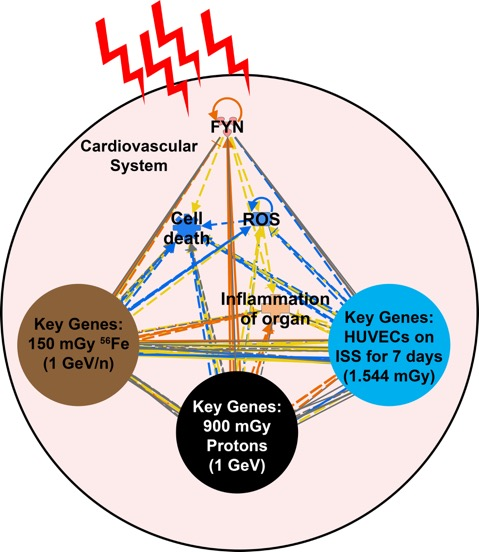 FYN
Cardiovascular
System
Cell
death
ROS
Inflammation
of organ
Key Genes:
150 mGy ⁵⁶Fe
(1 GeV/n)
Key Genes:
HUVECs on
ISS for 7 days
(1.544 mGy)
Key Genes:
900 mGy
Protons
(1 GeV)